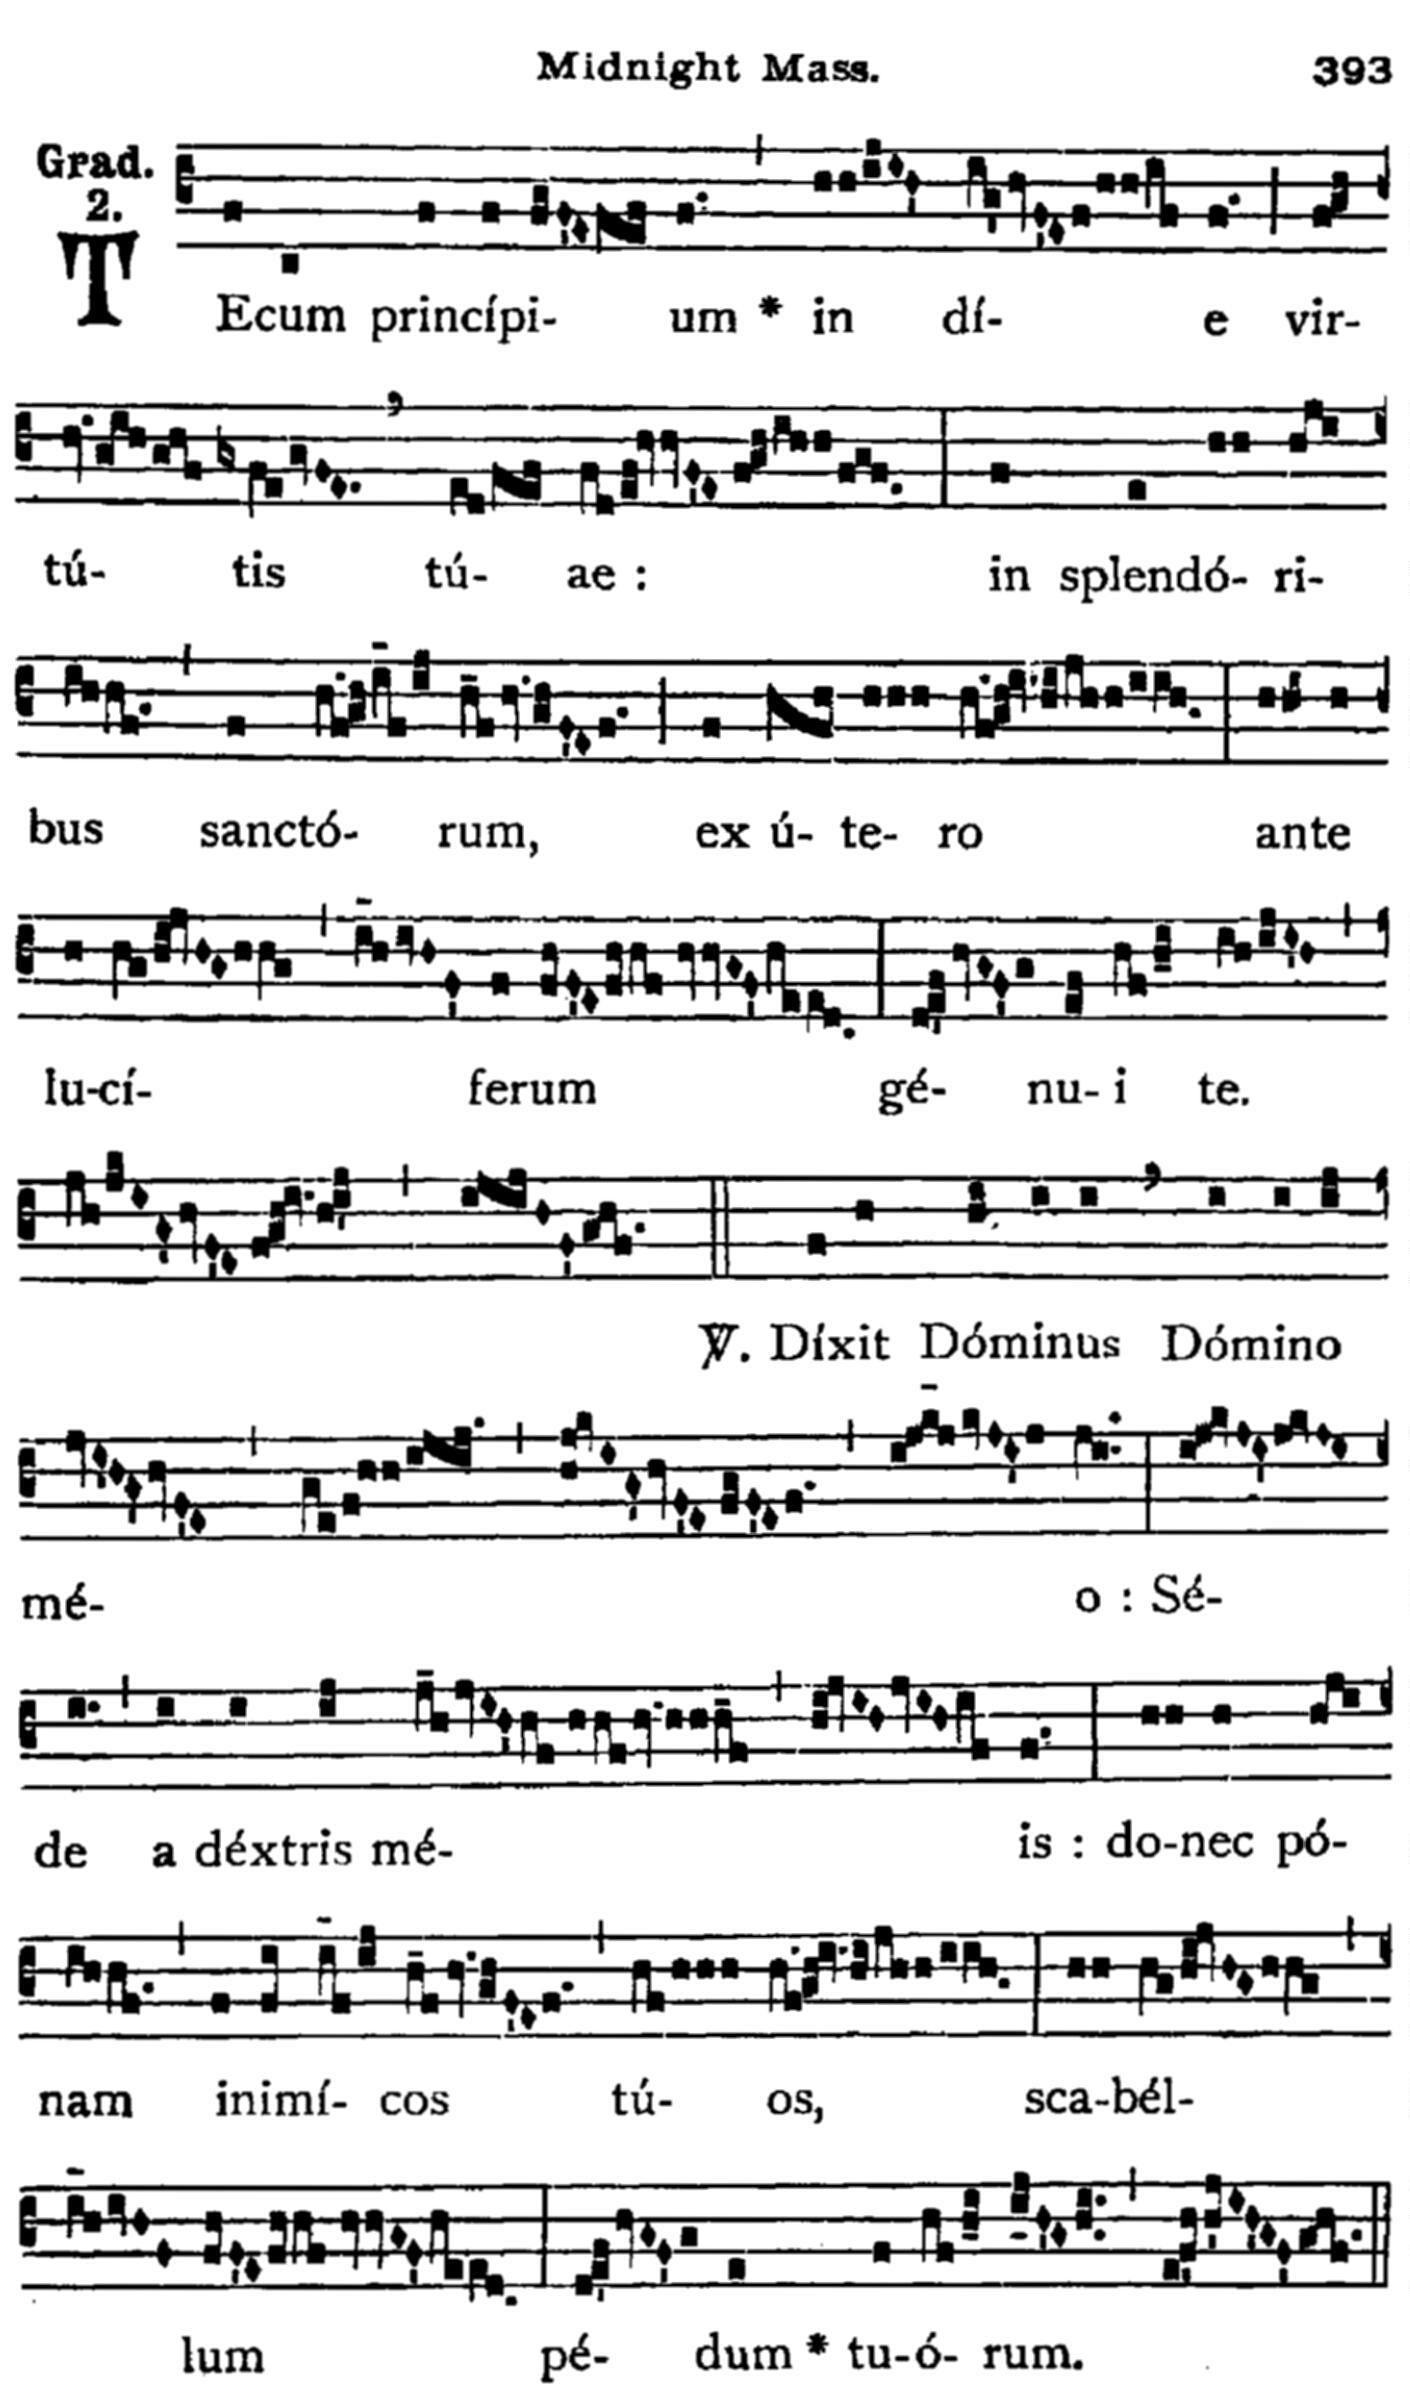 Midnight Mass. 393
Grad.
2.
TEcum princípi- um * in dí- e vir-
tú- tis tú- ae : in splendó- ri-
bus sanctó- rum, ex ú- te- ro ante
lu-cí- ferum gé- nu- i te.
℣. Díxit Dóminus Dómino
mé- o : Sé-
de a déxtris mé- is : do-nec pó-
nam inimí- cos tú- os, sca-bél-
lum pé- dum * tu-ó- rum.